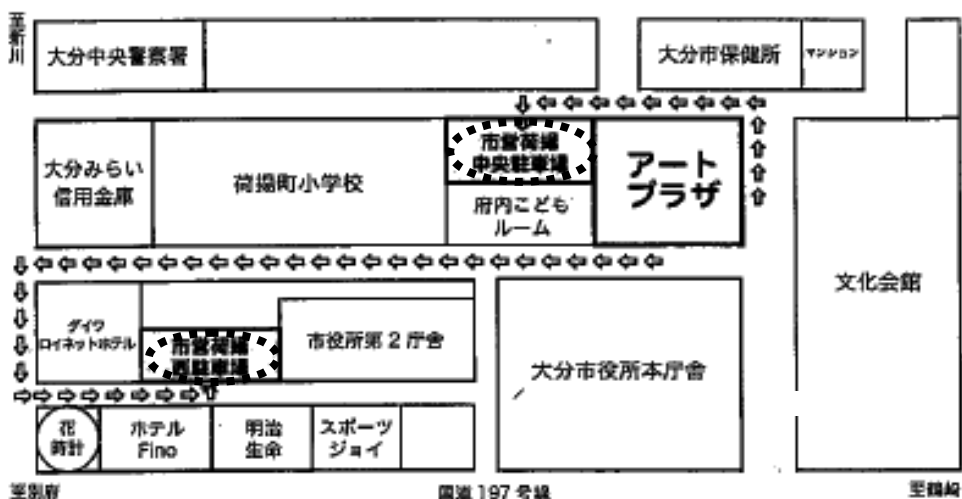 至新川
大分中央警察署
大分市保健所
マンション
大分みらい
信用金庫
荷揚町小学校
市営荷揚
中央駐車場
府内こども
ルーム
アート
プラザ
文化会館
ダイワ
ロイネットホテル
市営荷揚
西駐車場
市役所第2庁舎
大分市役所本庁舎
花
時計
ホテル
Fino
明治
生命
スポーツ
ジョイ
至別府
国道197号線
至鶴崎